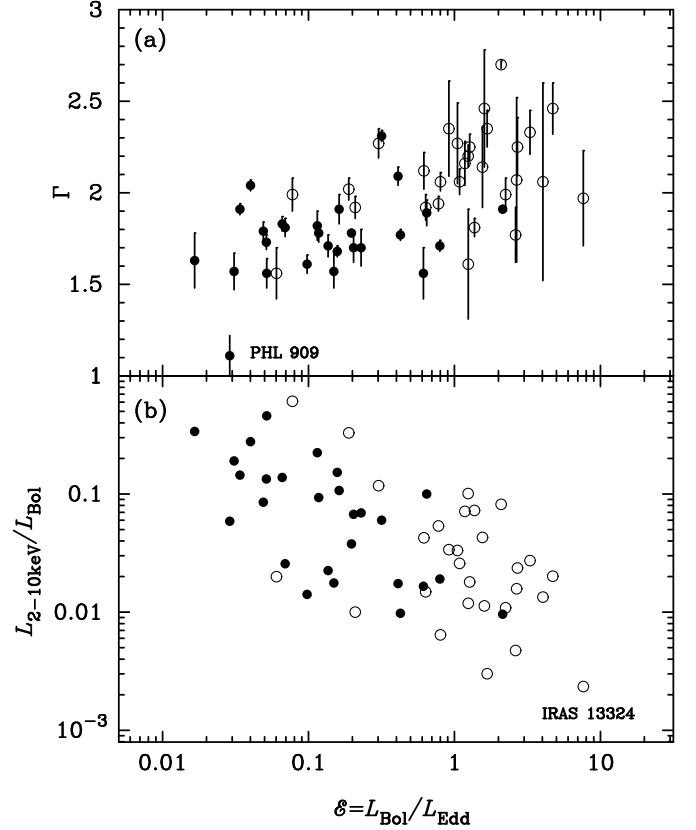 3
(a)
2.5
Γ
2
1.5
PHL 909
1
(b)
0.1
L2−10keV/LBol
0.01
IRAS 13324
10−3
0.01 0.1 1 10
ℰ=LBol/LEdd